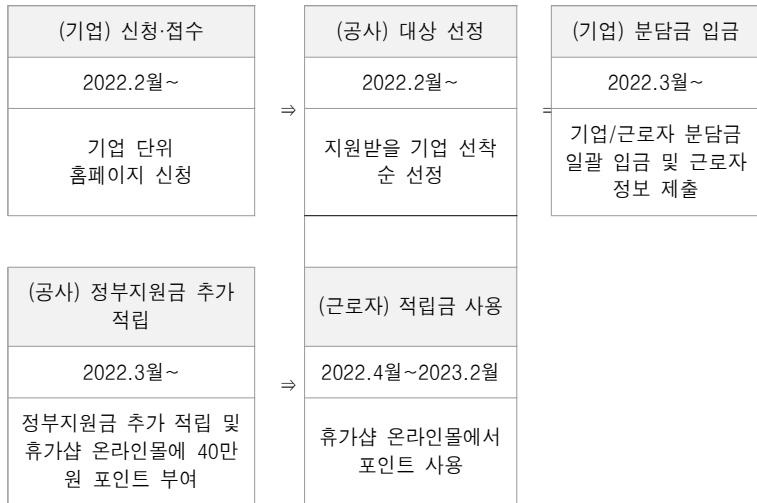 (기업) 신청·접수
2022.2월~
기업 단위
홈페이지 신청
⇒
(공사) 대상 선정
2022.2월~
지원받을 기업 선착
순 선정
(기업) 분담금 입금
2022.3월~
기업/근로자 분담금
일괄 입금 및 근로자
정보 제출
(공사) 정부지원금 추가
적립
2022.3월~
정부지원금 추가 적립 및
휴가샵 온라인몰에 40만
원 포인트 부여
⇒
(근로자) 적립금 사용
2022.4월~2023.2월
휴가샵 온라인몰에서
포인트 사용